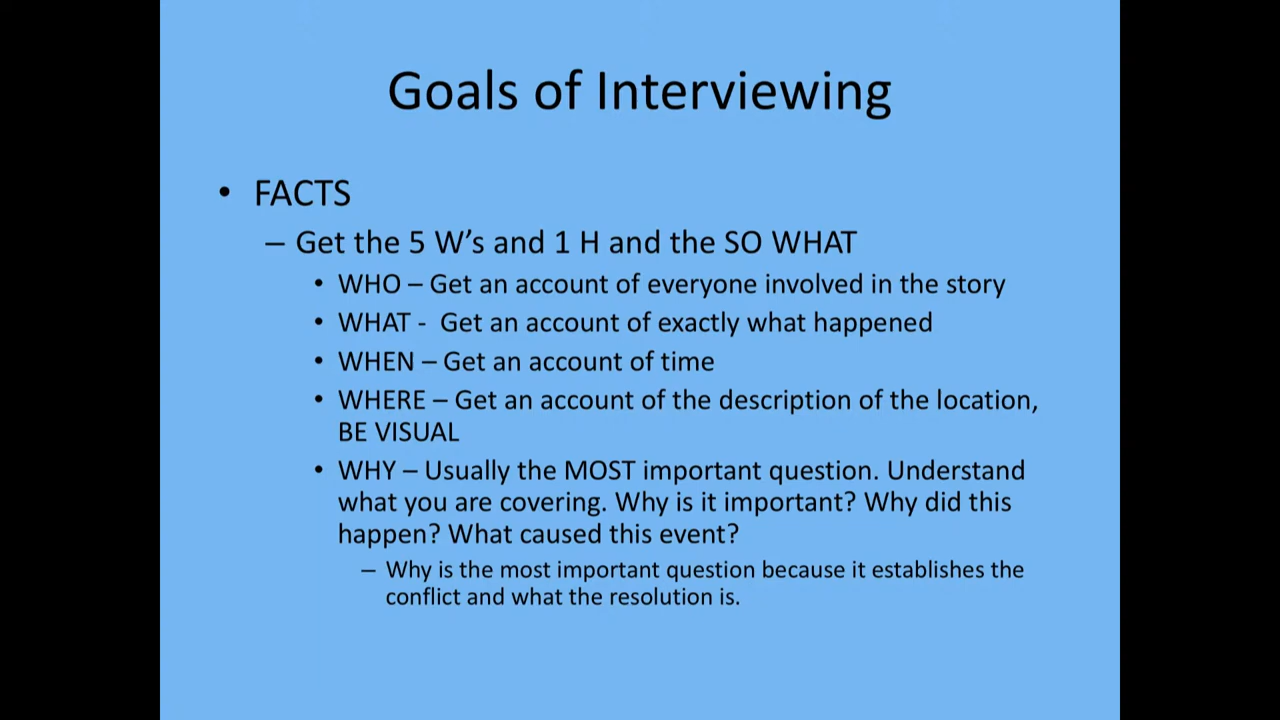 Goals of Interviewing
• FACTS
– Get the 5 W’s and 1 H and the SO WHAT
• WHO – Get an account of everyone involved in the story
• WHAT -  Get an account of exactly what happened
• WHEN – Get an account of time
• WHERE – Get an account of the description of the location,
BE VISUAL
• WHY – Usually the MOST important question. Understand
what you are covering. Why is it important? Why did this
happen? What caused this event?
– Why is the most important question because it establishes the
conflict and what the resolution is.